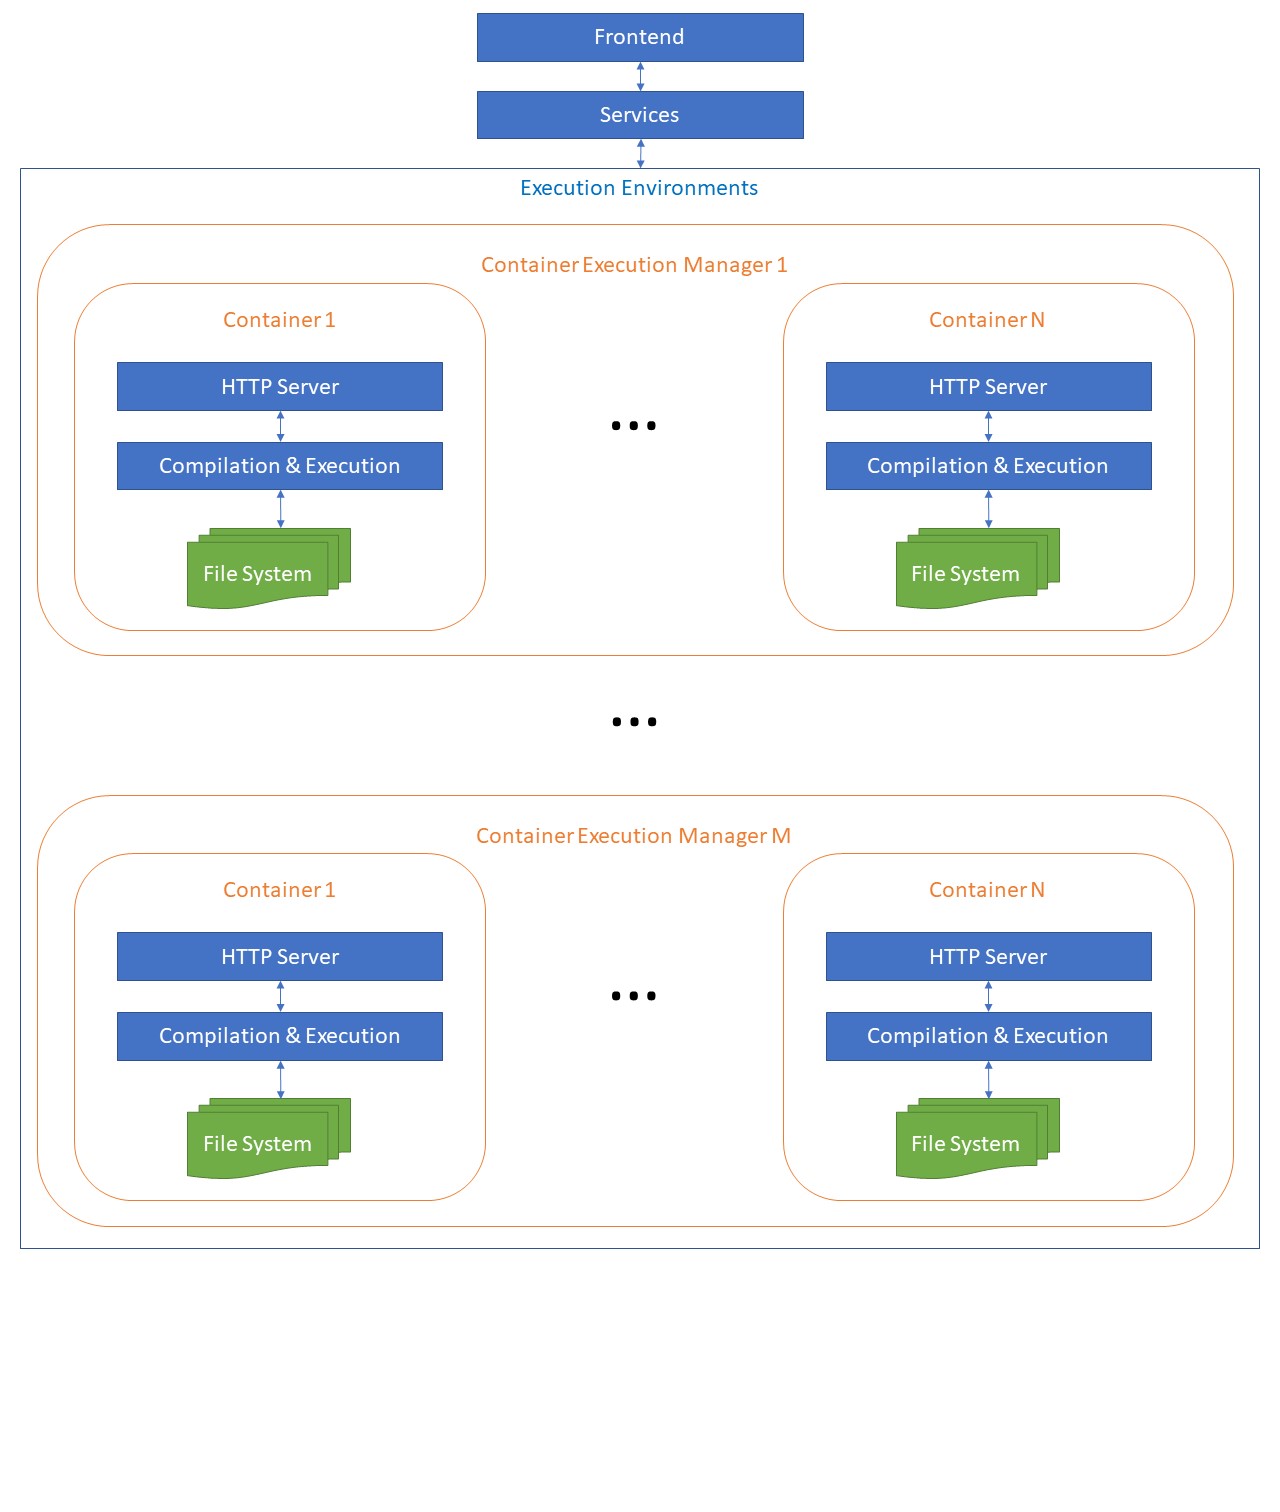 Frontend
Services
Execution Environments
Container Execution Manager 1
Container 1
Container N
HTTP Server
HTTP Server
...
Compilation & Execution
Compilation & Execution
File System
File System
...
Container Execution Manager M
Container 1
Container N
HTTP Server
HTTP Server
...
Compilation & Execution
Compilation & Execution
File System
File System